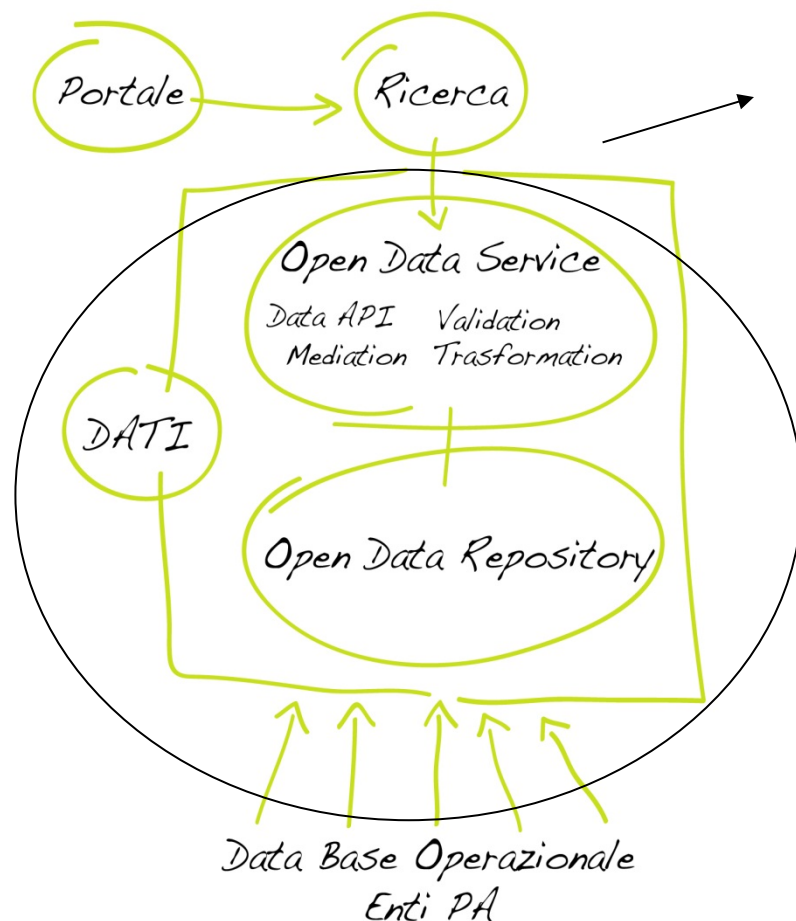 Portale
Ricerca
Open Data Service
Data API Validation
Mediation Trasformation
DATI
Open Data Repository
Data Base Operazionale
Enti PA